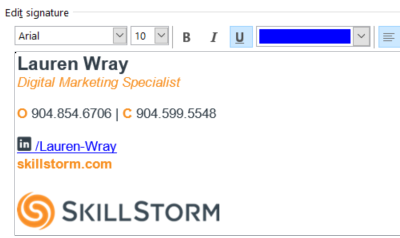 Edit signature
Arial 10 B I U
Lauren Wray
Digital Marketing Specialist
O 904.854.6706 | C 904.599.5548
in /Lauren-Wray
skillstorm.com
SKILLSTORM